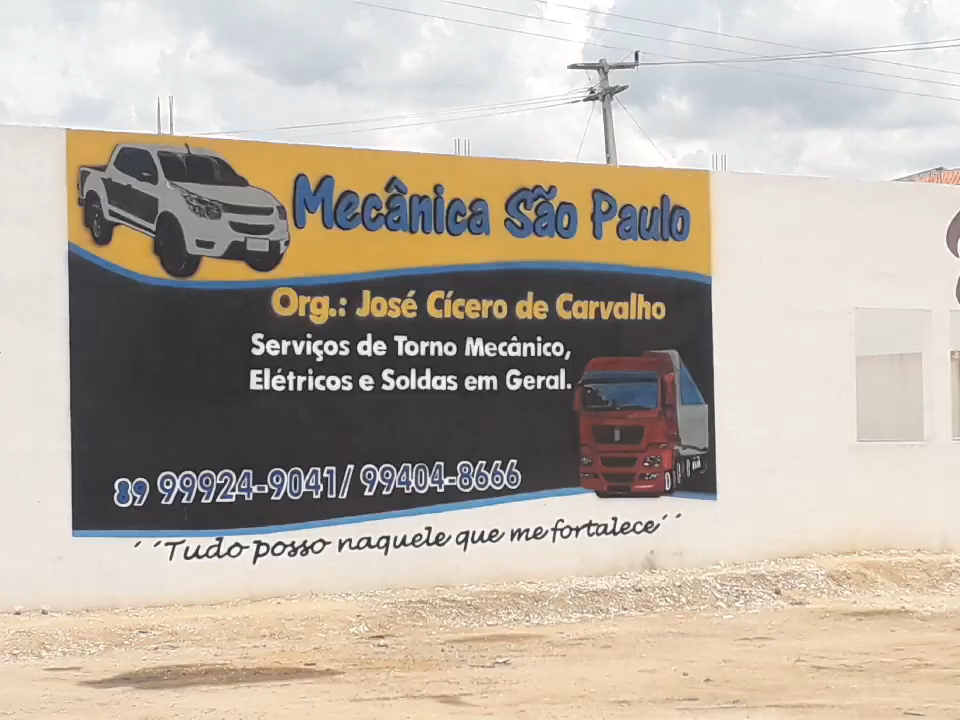 Mecânica São Paulo
Org.: José Cícero de Carvalho
Serviços de Torno Mecânico,
Elétricos e Soldas em Geral.
89 99924-9041/ 99404-8666
´´Tudo posso naquele que me fortalece´´